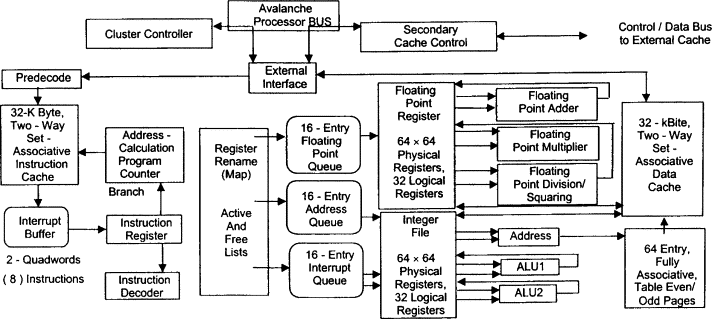 Avalanche
Processor BUS
Cluster Controller
Secondary
Cache Control
Control / Data Bus
to External Cache
Predecode
External
Interface
32-K Byte,
Two - Way
Set -
Associative
Instruction
Cache
Address -
Calculation
Program
Counter
Branch
Interrupt
Buffer
2 - Quadwords
( 8 ) Instructions
Instruction
Register
Instruction
Decoder
Register
Rename
(Map)
Active
And
Free
Lists
16 - Entry
Floating
Point
Queue
16 - Entry
Address
Queue
16 - Entry
Interrupt
Queue
Floating
Point
Register
64 × 64
Physical
Registers,
32 Logical
Registers
Integer
File
64 × 64
Physical
Registers,
32 Logical
Registers
Floating
Point Adder
Floating
Point Multiplier
Floating
Point Division/
Squaring
Address
ALU1
ALU2
32 - kBite,
Two - Way
Set -
Associative
Data
Cache
64 Entry,
Fully
Associative,
Table Even/
Odd Pages